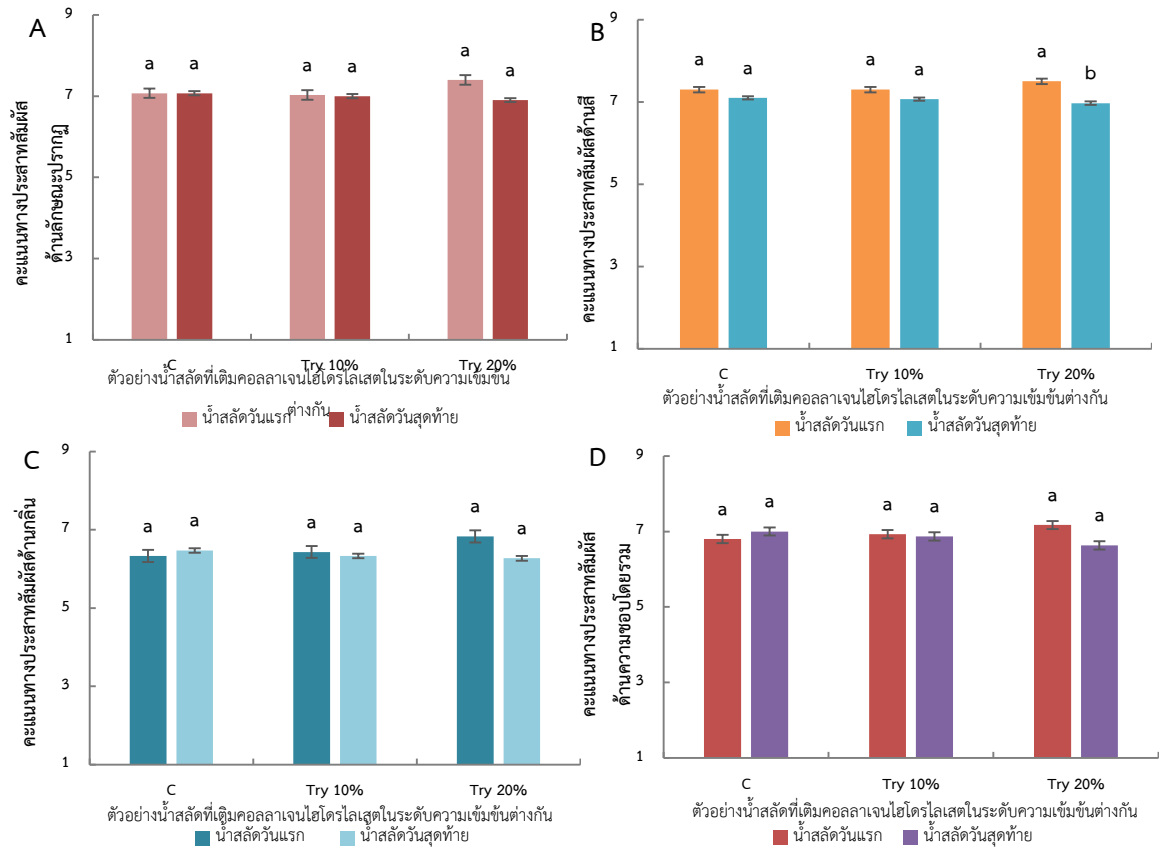 A
คะแนนทางประสาทสัมผัส
ด้านลักษณะปรากฏ
9
7
5
3
1
a a a a a a
C Try 10% Try 20%
ตัวอย่างน้ำสลัดที่เติมคอลลาเจนไฮโดรไลเสตในระดับความเข้มข้น
ต่างกัน
น้ำสลัดวันแรก น้ำสลัดวันสุดท้าย
B
คะแนนทางประสาทสัมผัสด้านสี
9
7
5
3
1
a a a a a b
C Try 10% Try 20%
ตัวอย่างน้ำสลัดที่เติมคอลลาเจนไฮโดรไลเสตในระดับความเข้มข้นต่างกัน
น้ำสลัดวันแรก น้ำสลัดวันสุดท้าย
C
คะแนนทางประสาทสัมผัสด้านกลิ่น
9
7
5
3
1
a a a a a a
C Try 10% Try 20%
ตัวอย่างน้ำสลัดที่เติมคอลลาเจนไฮโดรไลเสตในระดับความเข้มข้นต่างกัน
น้ำสลัดวันแรก น้ำสลัดวันสุดท้าย
D
คะแนนทางประสาทสัมผัส
ด้านความชอบโดยรวม
9
7
5
3
1
a a a a a a
C Try 10% Try 20%
ตัวอย่างน้ำสลัดที่เติมคอลลาเจนไฮโดรไลเสตในระดับความเข้มข้นต่างกัน
น้ำสลัดวันแรก น้ำสลัดวันสุดท้าย